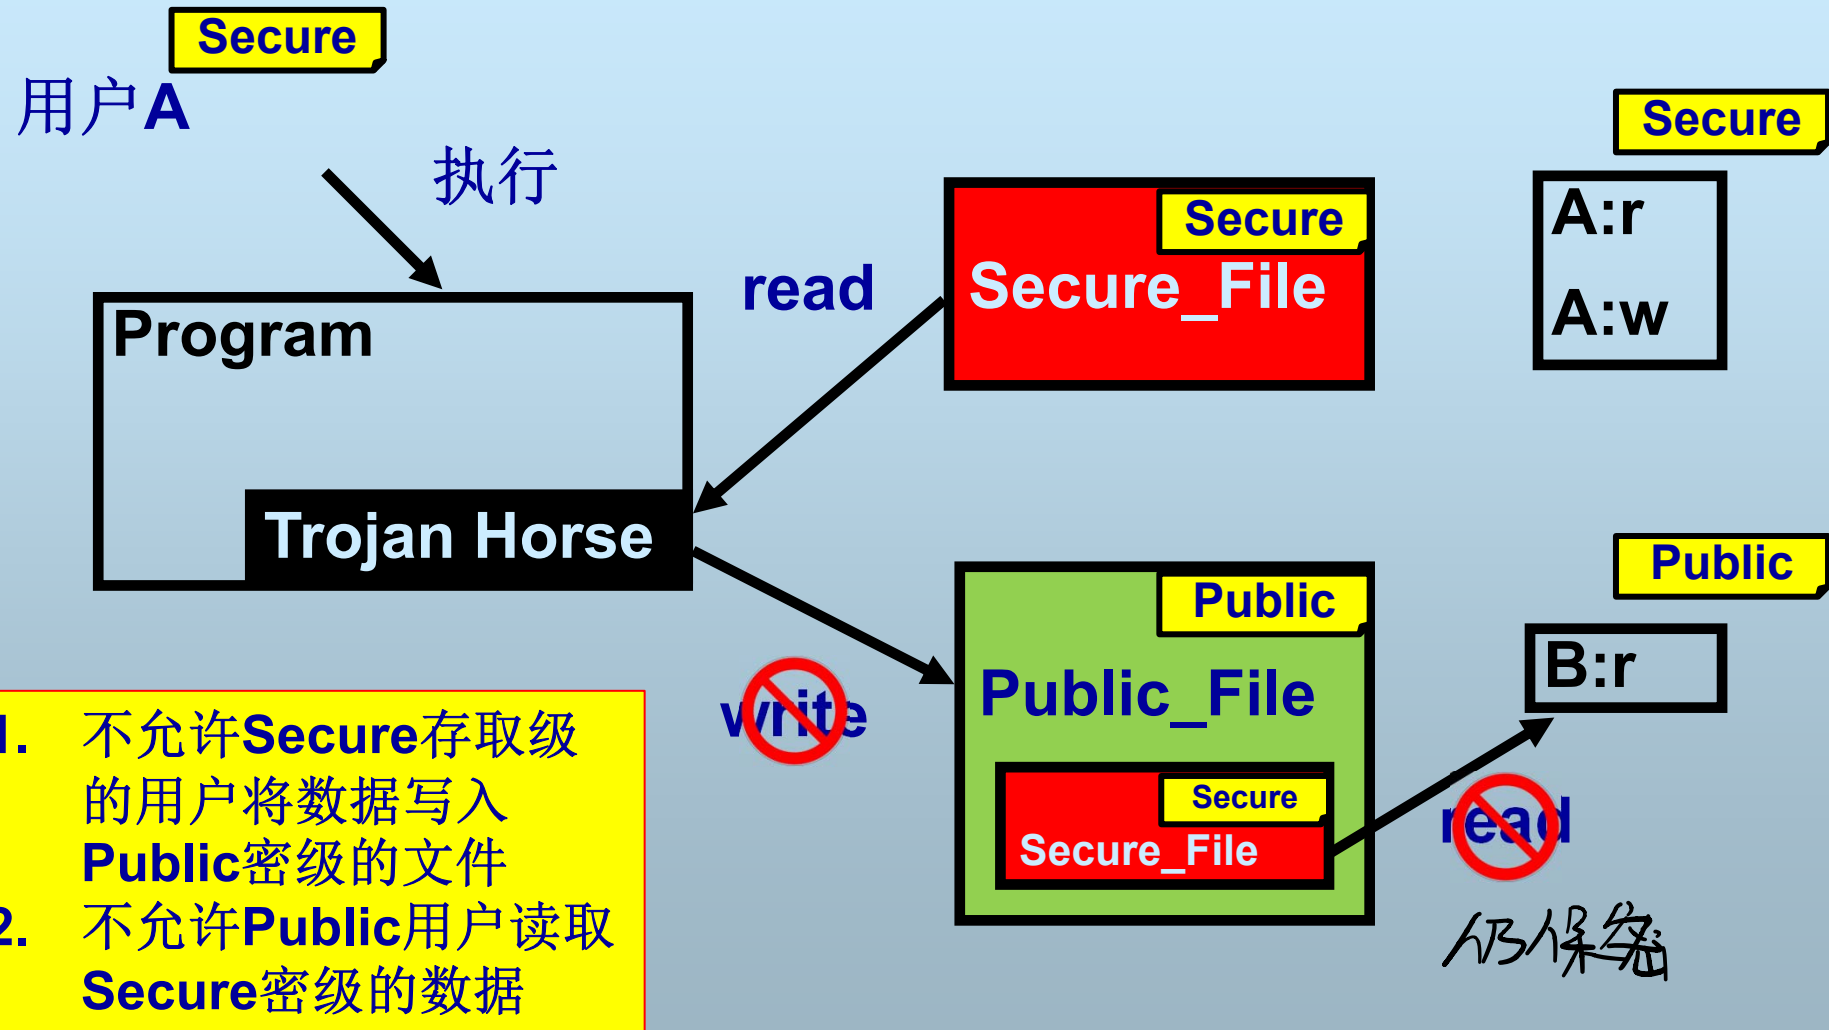 Secure
用户A
执行
Secure
Secure
A:r
read
Secure_File
A:w
Program
Trojan Horse
Public
Public
B:r
Public_File
write
Secure
read
Secure_File
仍保密
1. 不允许Secure存取级
的用户将数据写入
Public密级的文件
2. 不允许Public用户读取
Secure密级的数据